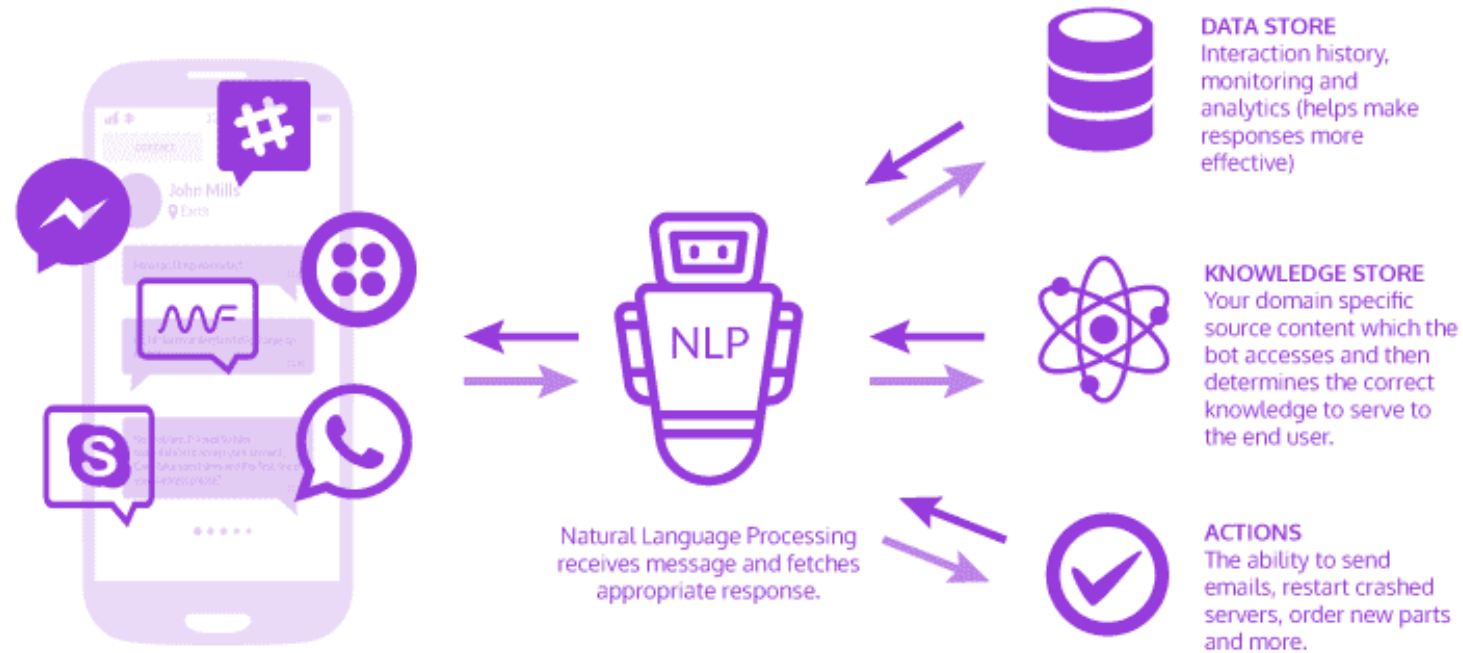 contact
John Mills
Earth
NLP
Natural Language Processing
receives message and fetches
appropriate response.
DATA STORE
Interaction history,
monitoring and
analytics (helps make
responses more
effective)
KNOWLEDGE STORE
Your domain specific
source content which the
bot accesses and then
determines the correct
knowledge to serve to
the end user.
ACTIONS
The ability to send
emails, restart crashed
servers, order new parts
and more.